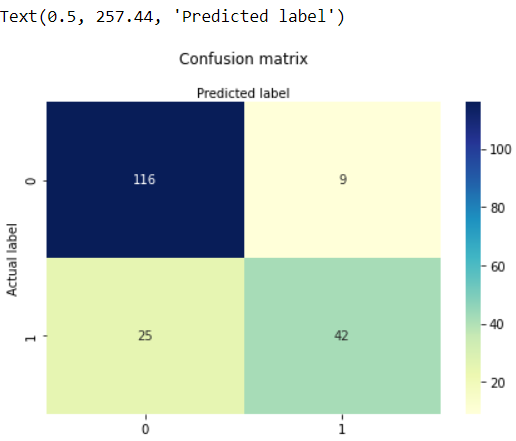 Text(0.5, 257.44, 'Predicted label')
Confusion matrix
Predicted label
0 116 9 100
80
60
Actual label
1 25 42 40
20
0 1